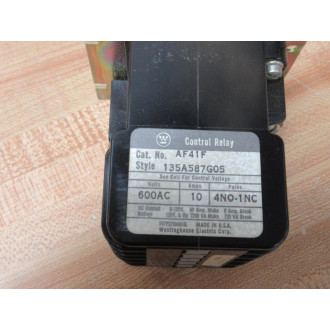 W
Control Relay
Cat. No. AF41F
Style 135A587G05
See Coil For Control Voltage
Volts Amps Poles
600AC 10 4NO-1NC
MADE IN U.S.A.
Westinghouse Electric Corp.